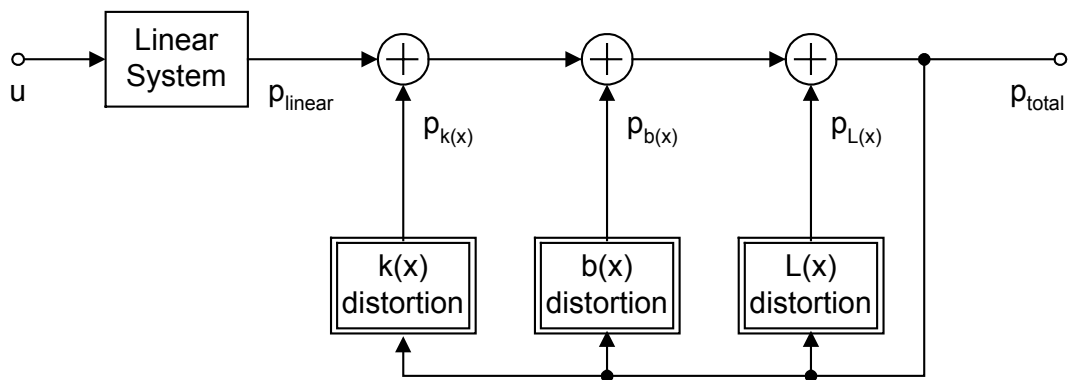 Linear
System
u
p_linear
p_k(x)
p_b(x)
p_L(x)
p_total
k(x)
distortion
b(x)
distortion
L(x)
distortion